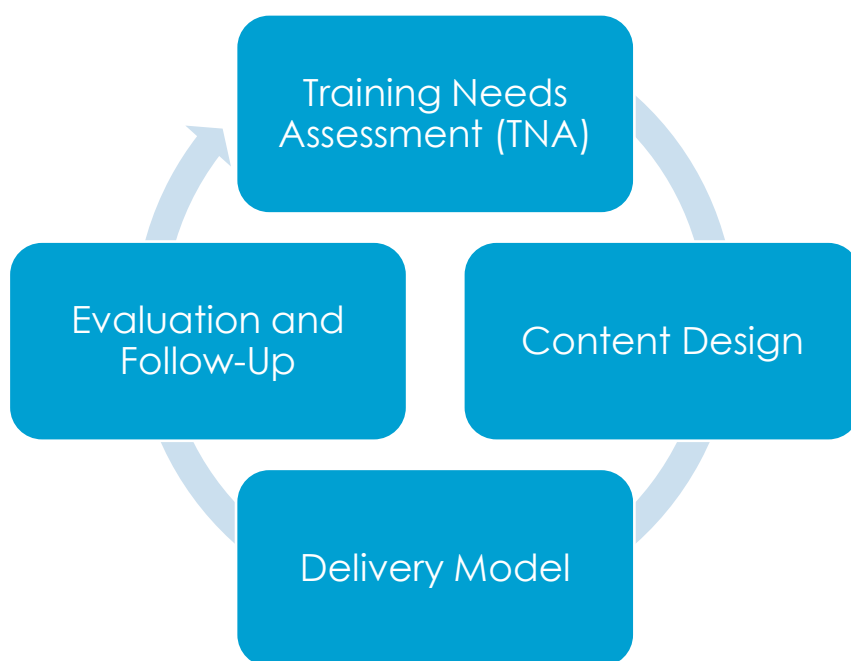 Training Needs
Assessment (TNA)
Content Design
Delivery Model
Evaluation and
Follow-Up